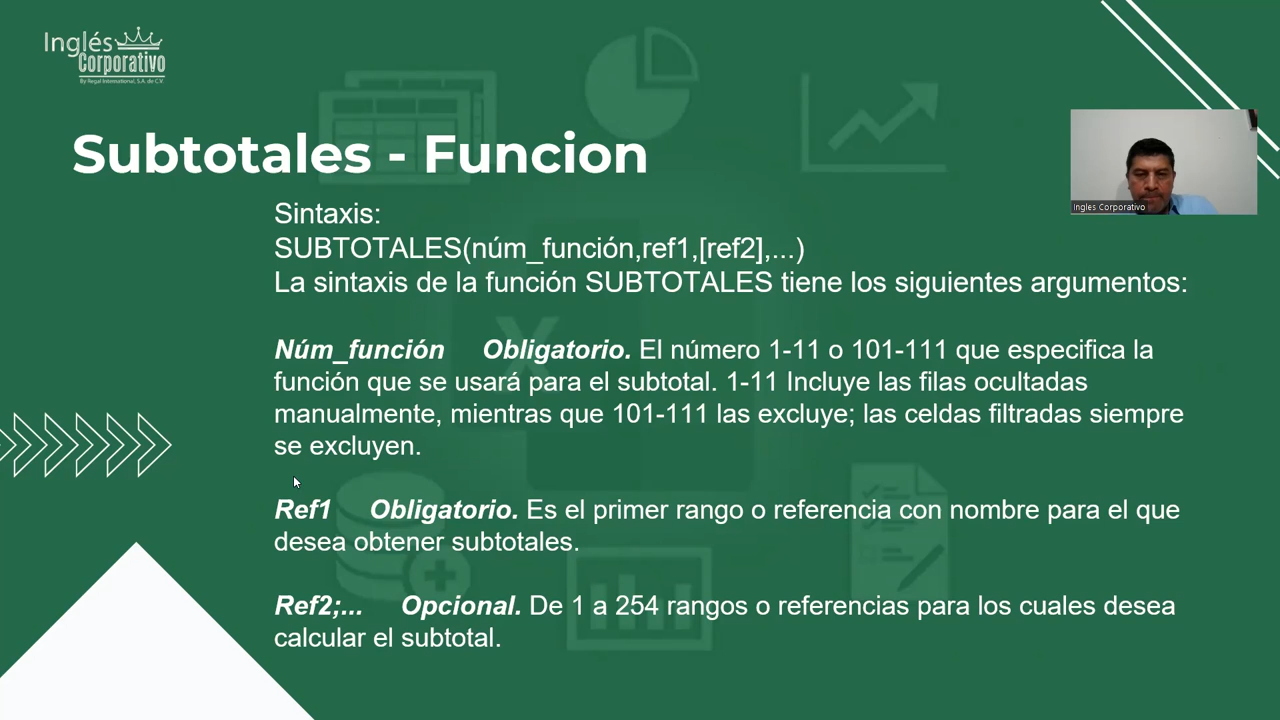 Inglés
Corporativo
By Regal International, S.A. de C.V.
Subtotales - Funcion
Sintaxis:
SUBTOTALES(núm_función,ref1,[ref2],...)
La sintaxis de la función SUBTOTALES tiene los siguientes argumentos:
Núm_función Obligatorio. El número 1-11 o 101-111 que especifica la
función que se usará para el subtotal. 1-11 Incluye las filas ocultadas
manualmente, mientras que 101-111 las excluye; las celdas filtradas siempre
se excluyen.
Ref1 Obligatorio. Es el primer rango o referencia con nombre para el que
desea obtener subtotales.
Ref2;... Opcional. De 1 a 254 rangos o referencias para los cuales desea
calcular el subtotal.
Ingles Corporativo